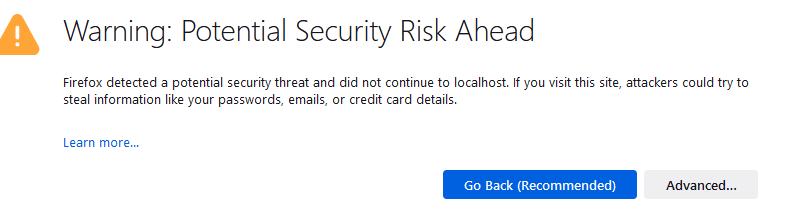 Warning: Potential Security Risk Ahead
Firefox detected a potential security threat and did not continue to localhost. If you visit this site, attackers could try to
steal information like your passwords, emails, or credit card details.
Learn more...
Go Back (Recommended)
Advanced...